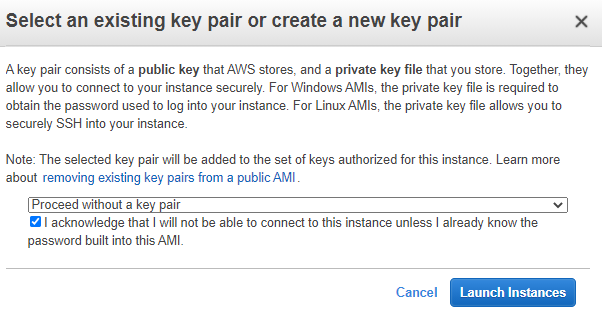 Select an existing key pair or create a new key pair
A key pair consists of a public key that AWS stores, and a private key file that you store. Together, they
allow you to connect to your instance securely. For Windows AMIs, the private key file is required to
obtain the password used to log into your instance. For Linux AMIs, the private key file allows you to
securely SSH into your instance.
Note: The selected key pair will be added to the set of keys authorized for this instance. Learn more
about removing existing key pairs from a public AMI.
Proceed without a key pair
I acknowledge that I will not be able to connect to this instance unless I already know the
password built into this AMI.
Cancel Launch Instances